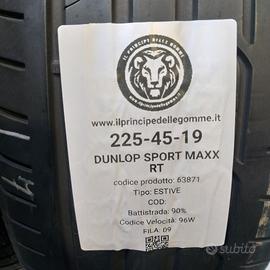 IL PRINCIPE DELLE GOMME
www.ilprincipedellegomme.it
225-45-19
DUNLOP SPORT MAXX
RT
codice prodotto: 63871
Tipo: ESTIVE
COD:
Battistrada: 90%
Codice Velocità: 96W
FILA: 09
subito